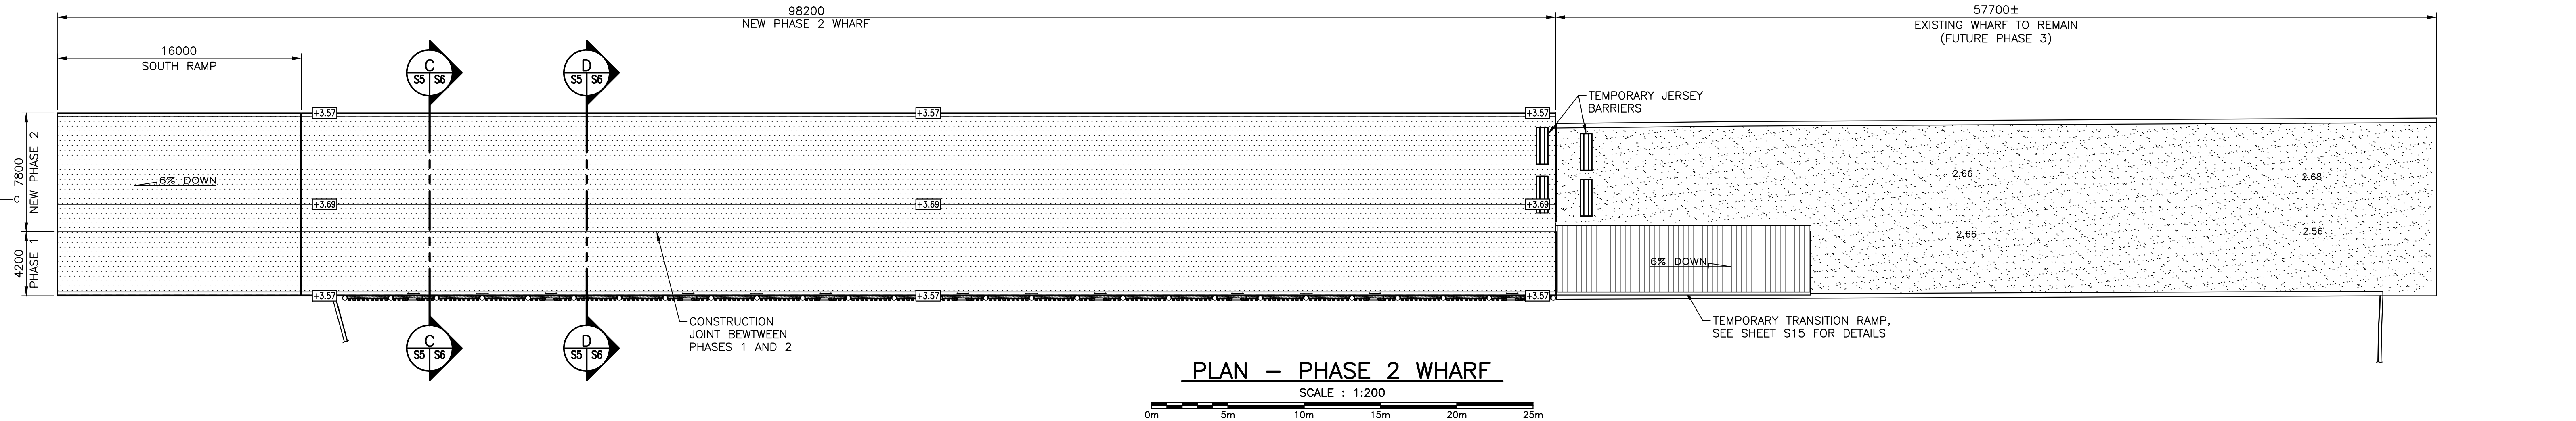 98200
NEW PHASE 2 WHARF
57700±
EXISTING WHARF TO REMAIN
(FUTURE PHASE 3)
16000
SOUTH RAMP
C
S5 S6
D
S5 S6
TEMPORARY JERSEY
BARRIERS
+3.57
+3.57
+3.57
7800
NEW PHASE 2
6% DOWN
2.66
2.68
C
+3.69
+3.69
+3.69
4200
PHASE 1
2.66
2.56
6% DOWN
+3.57
+3.57
+3.57
CONSTRUCTION
JOINT BEWTWEEN
PHASES 1 AND 2
TEMPORARY TRANSITION RAMP,
SEE SHEET S15 FOR DETAILS
C
S5 S6
D
S5 S6
PLAN - PHASE 2 WHARF
SCALE : 1:200
0m 5m 10m 15m 20m 25m